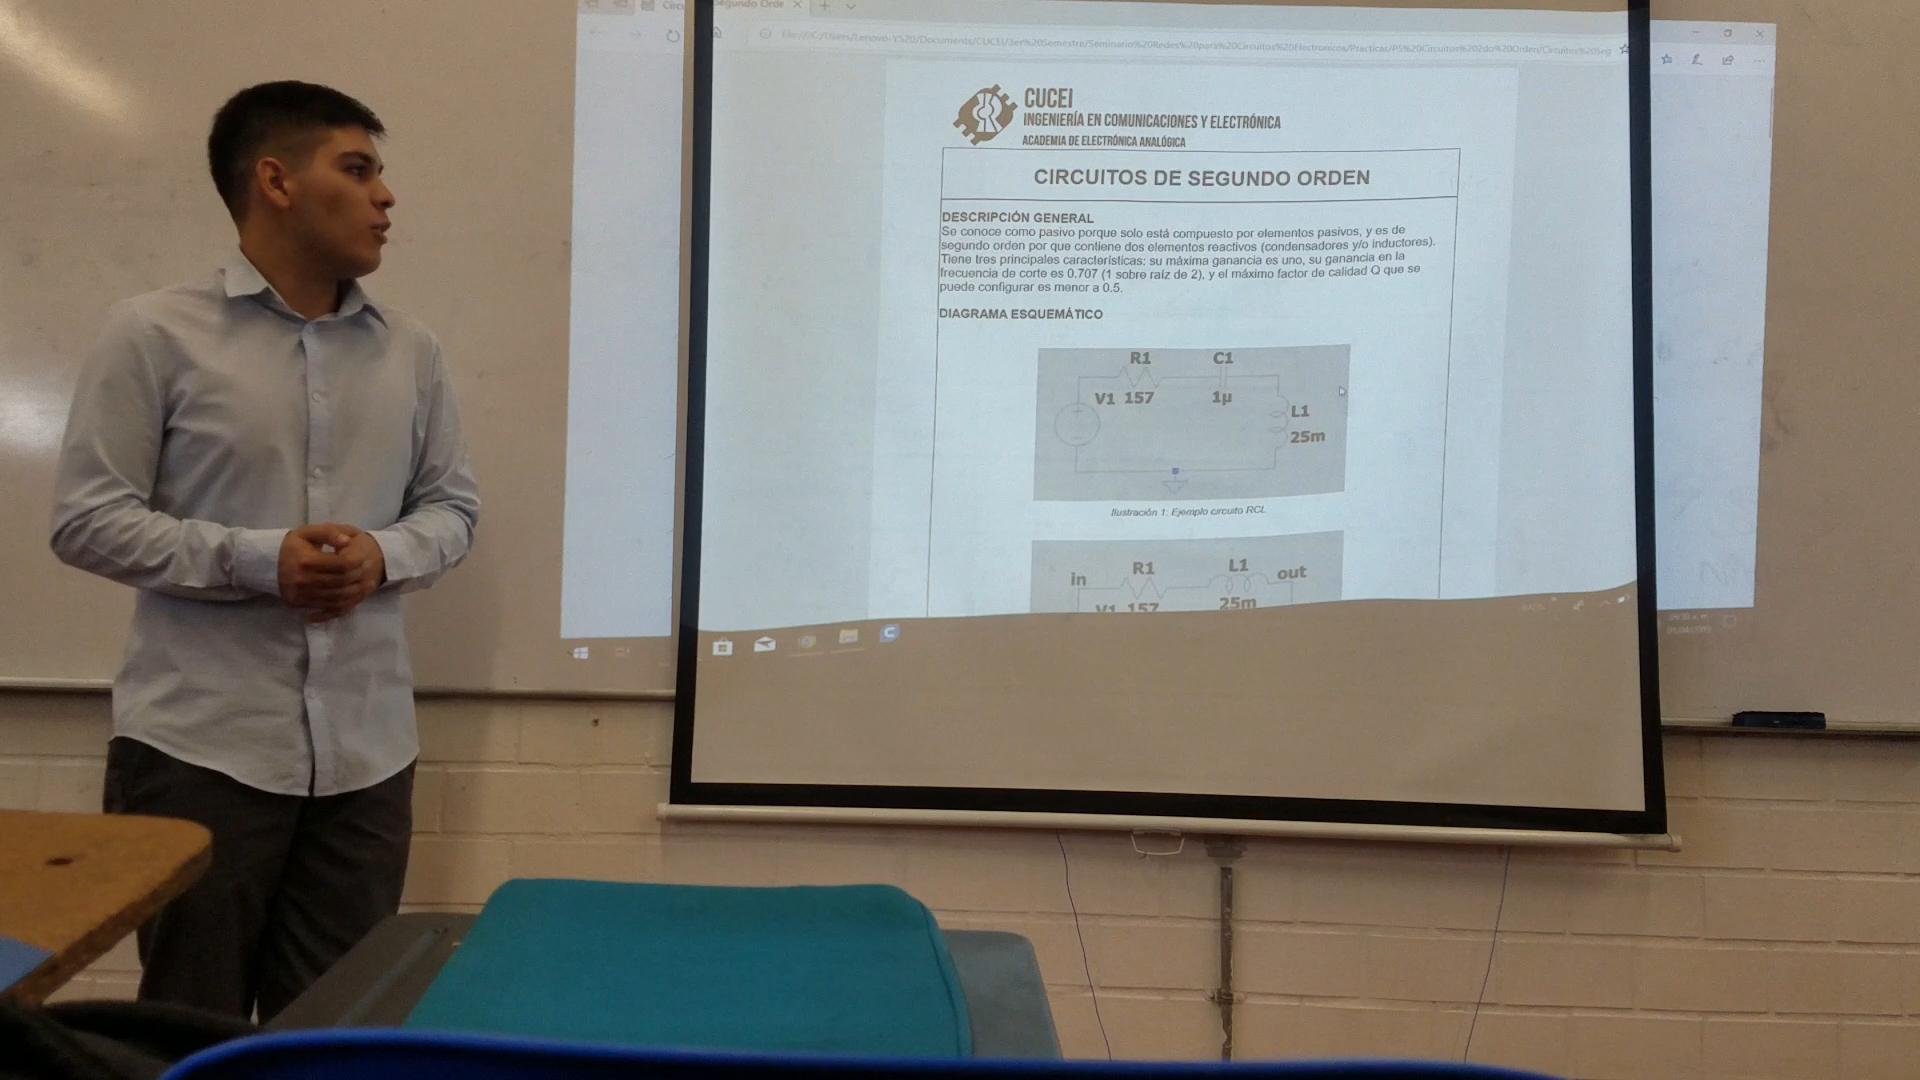 Segundo Orde
CUCEI
INGENIERÍA EN COMUNICACIONES Y ELECTRÓNICA
ACADEMIA DE ELECTRÓNICA ANALÓGICA
CIRCUITOS DE SEGUNDO ORDEN
DESCRIPCIÓN GENERAL
Se conoce como pasivo porque solo está compuesto por elementos pasivos, y es de
segundo orden por que contiene dos elementos reactivos (condensadores y/o inductores).
Tiene tres principales características: su máxima ganancia es uno, su ganancia en la
frecuencia de corte es 0.707 (1 sobre raíz de 2), y el máximo factor de calidad Q que se
puede configurar es menor a 0.5.
DIAGRAMA ESQUEMÁTICO
R1 C1
V1 157 1µ
L1
25m
Ilustración 1: Ejemplo circuito RCL
in R1 L1 out
V1 157 25m